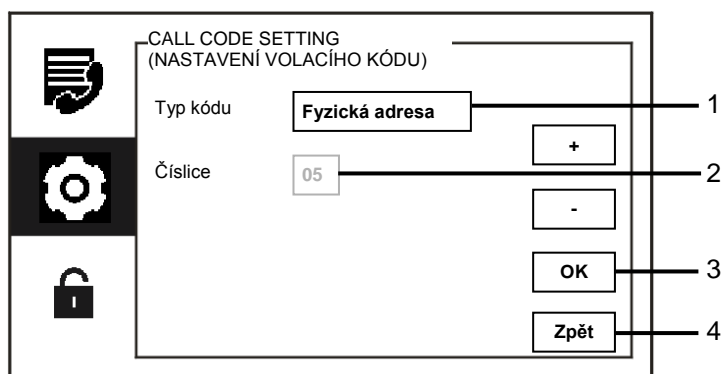 CALL CODE SETTING
(NASTAVENÍ VOLACÍHO KÓDU)
Typ kódu Fyzická adresa 1
+
Číslice 05 2
-
OK 3
Zpět 4